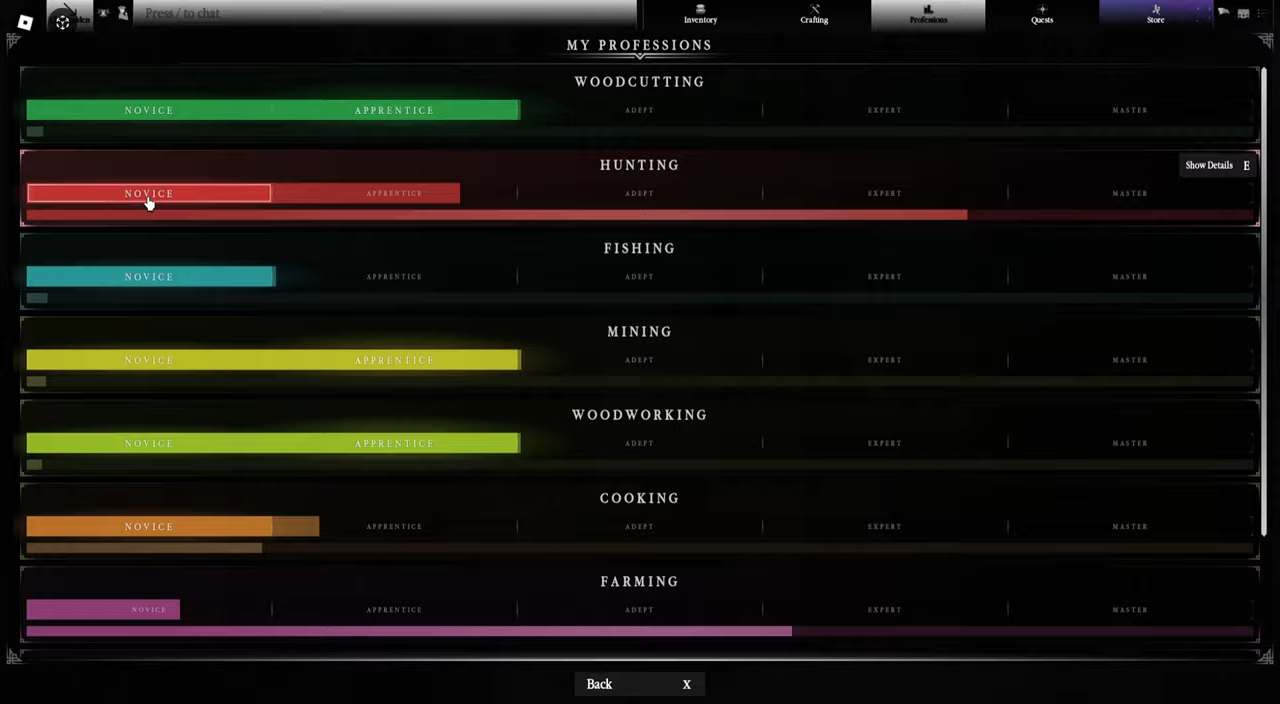 Press / to chat
Inventory
Crafting
Professions
Quests
Store
MY PROFESSIONS
WOODCUTTING
NOVICE APPRENTICE ADEPT EXPERT MASTER
HUNTING
Show Details E
NOVICE APPRENTICE ADEPT EXPERT MASTER
FISHING
NOVICE APPRENTICE ADEPT EXPERT MASTER
MINING
NOVICE APPRENTICE ADEPT EXPERT MASTER
WOODWORKING
NOVICE APPRENTICE ADEPT EXPERT MASTER
COOKING
NOVICE APPRENTICE ADEPT EXPERT MASTER
FARMING
NOVICE APPRENTICE ADEPT EXPERT MASTER
Back X